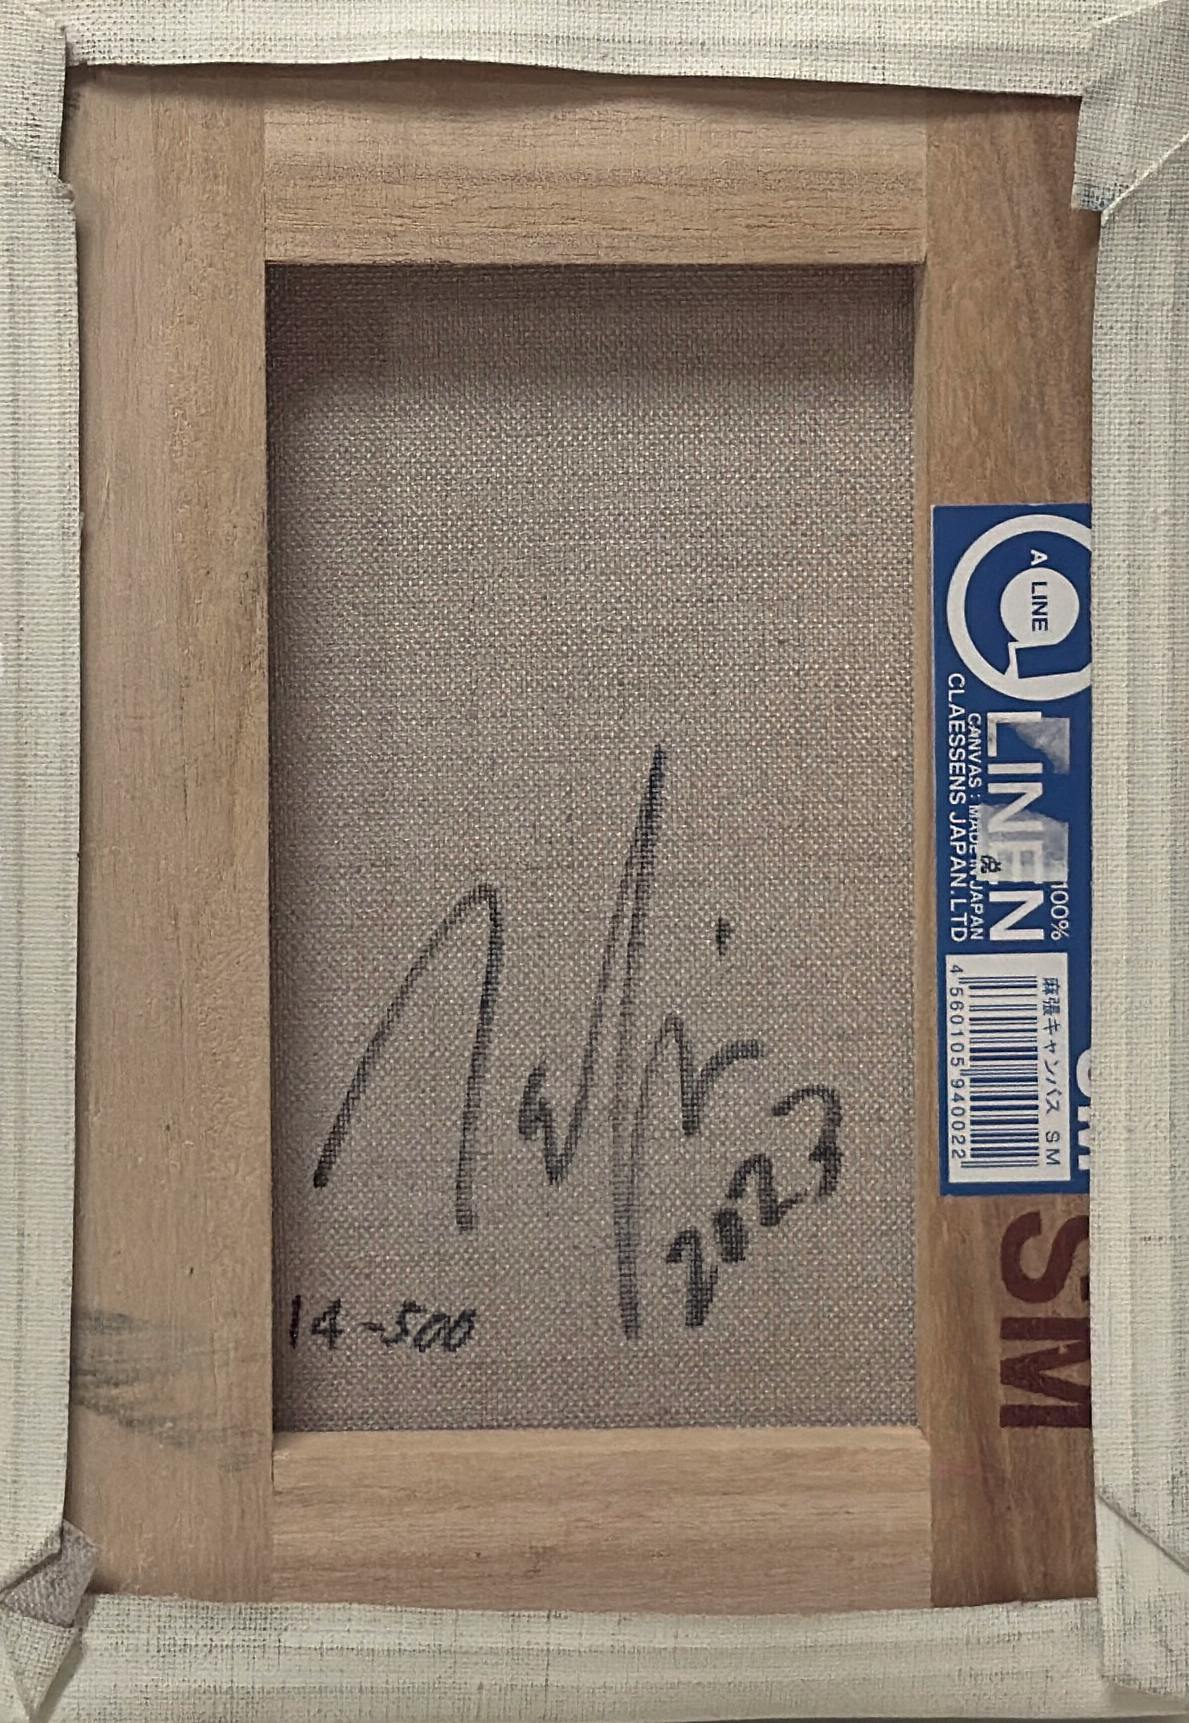 A LINE
LINEN
100%
CANVAS : MADE IN JAPAN
CLAESSENS JAPAN.LTD
麻張キャンバス SM
4 560105 940022
SM
2023
14-500